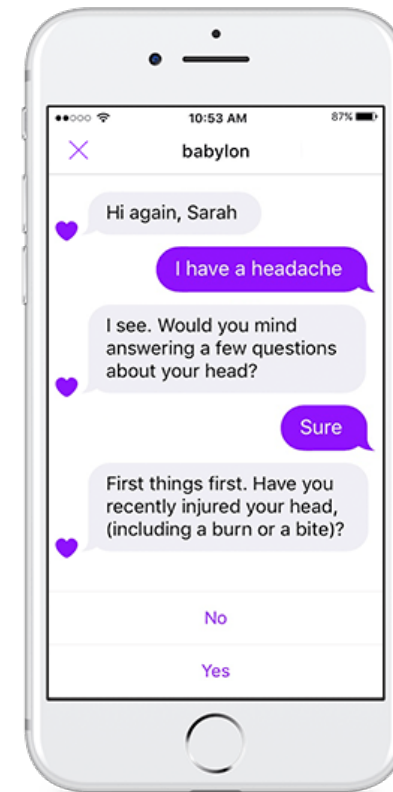 10:53 AM
87%
babylon
Hi again, Sarah
I have a headache
I see. Would you mind
answering a few questions
about your head?
Sure
First things first. Have you
recently injured your head,
(including a burn or a bite)?
No
Yes